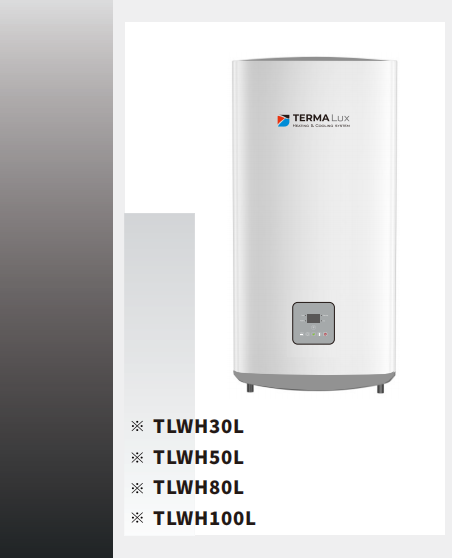 TERMA LUX
HEATING & COOLING SYSTEM
※ TLWH30L
※ TLWH50L
※ TLWH80L
※ TLWH100L